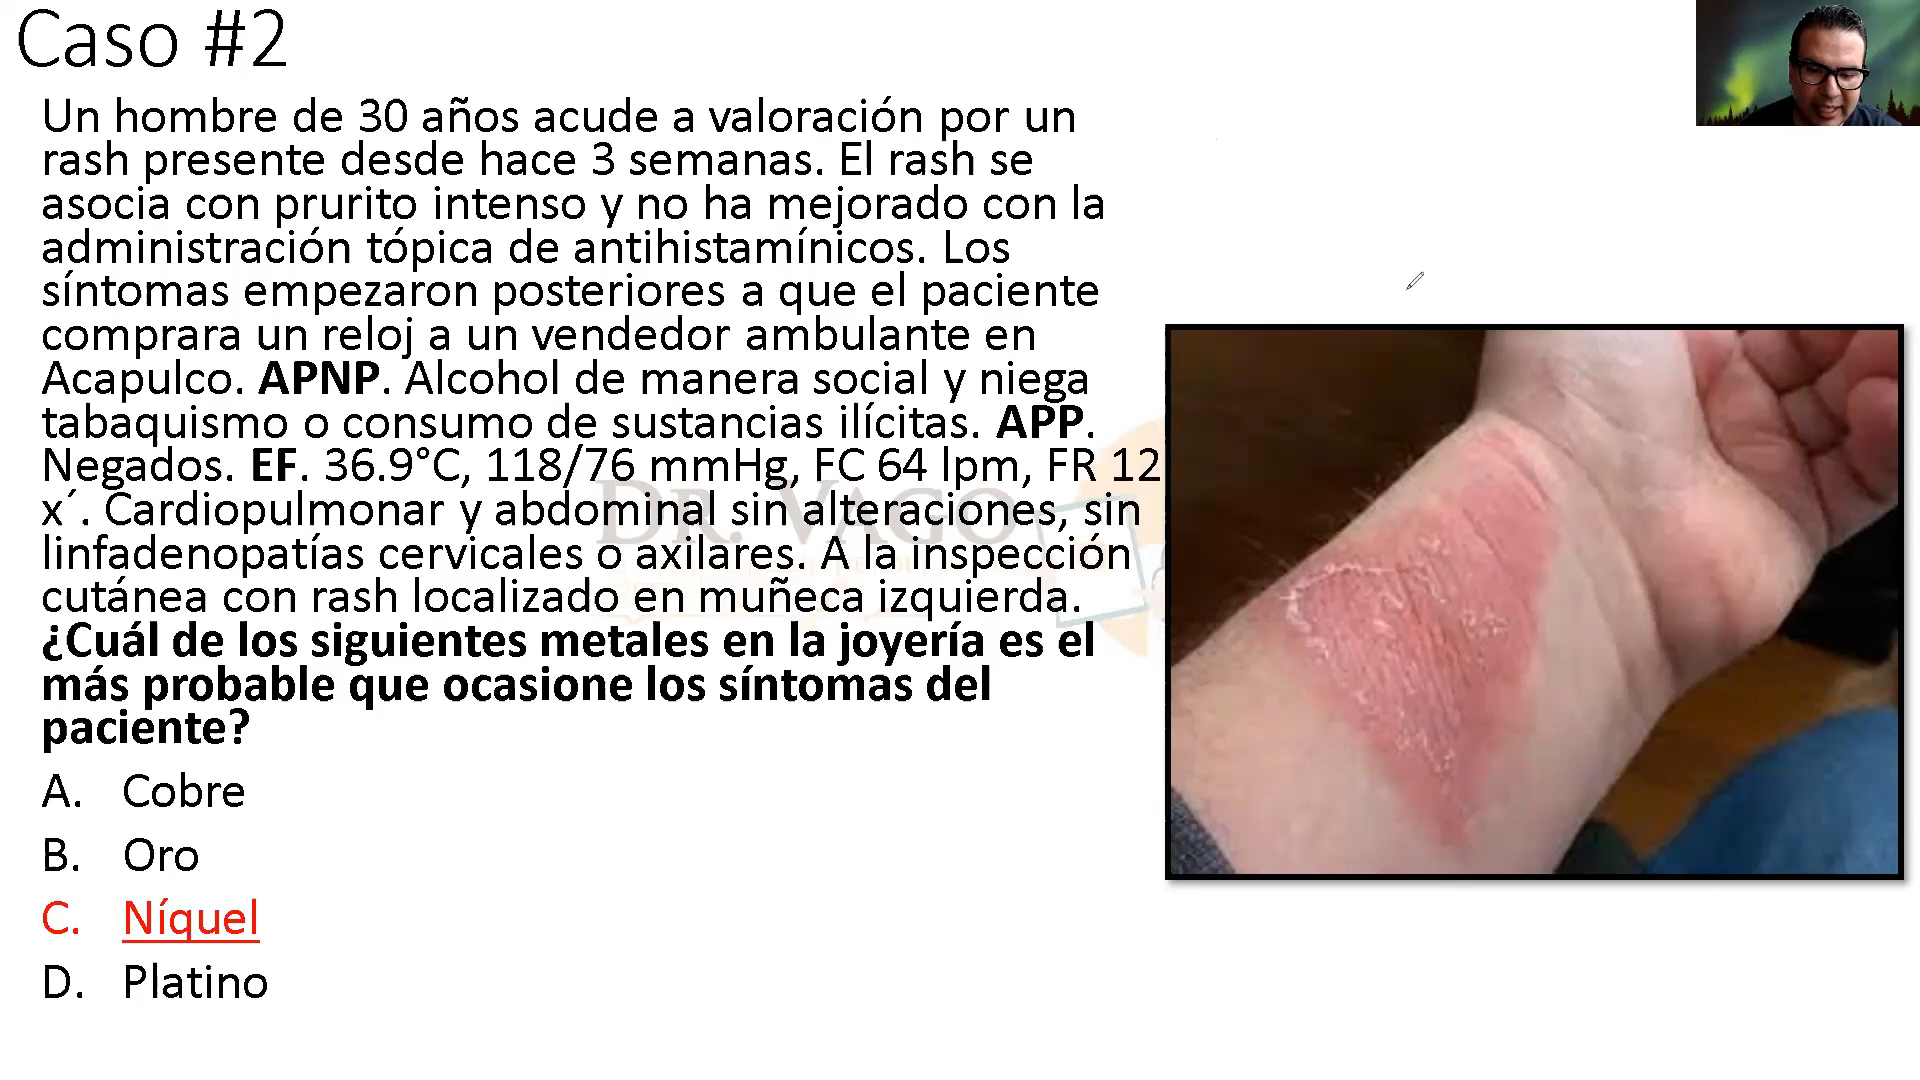 Caso #2
Un hombre de 30 años acude a valoración por un
rash presente desde hace 3 semanas. El rash se
asocia con prurito intenso y no ha mejorado con la
administración tópica de antihistamínicos. Los
síntomas empezaron posteriores a que el paciente
comprara un reloj a un vendedor ambulante en
Acapulco. APNP. Alcohol de manera social y niega
tabaquismo o consumo de sustancias ilícitas. APP.
Negados. EF. 36.9°C, 118/76 mmHg, FC 64 lpm, FR 12
x´. Cardiopulmonar y abdominal sin alteraciones, sin
linfadenopatías cervicales o axilares. A la inspección
cutánea con rash localizado en muñeca izquierda.
¿Cuál de los siguientes metales en la joyería es el
más probable que ocasione los síntomas del
paciente?
A. Cobre
B. Oro
C. Níquel
D. Platino
DR. VAGO